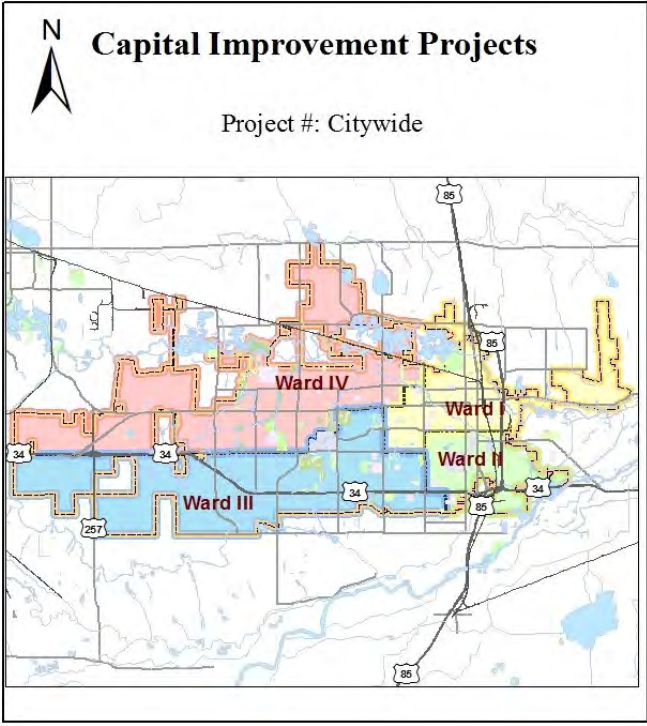 N
Capital Improvement Projects
Project #: Citywide
85
85
Ward IV
Ward I
34
34
Ward II
34
34
Ward III
85
257
85